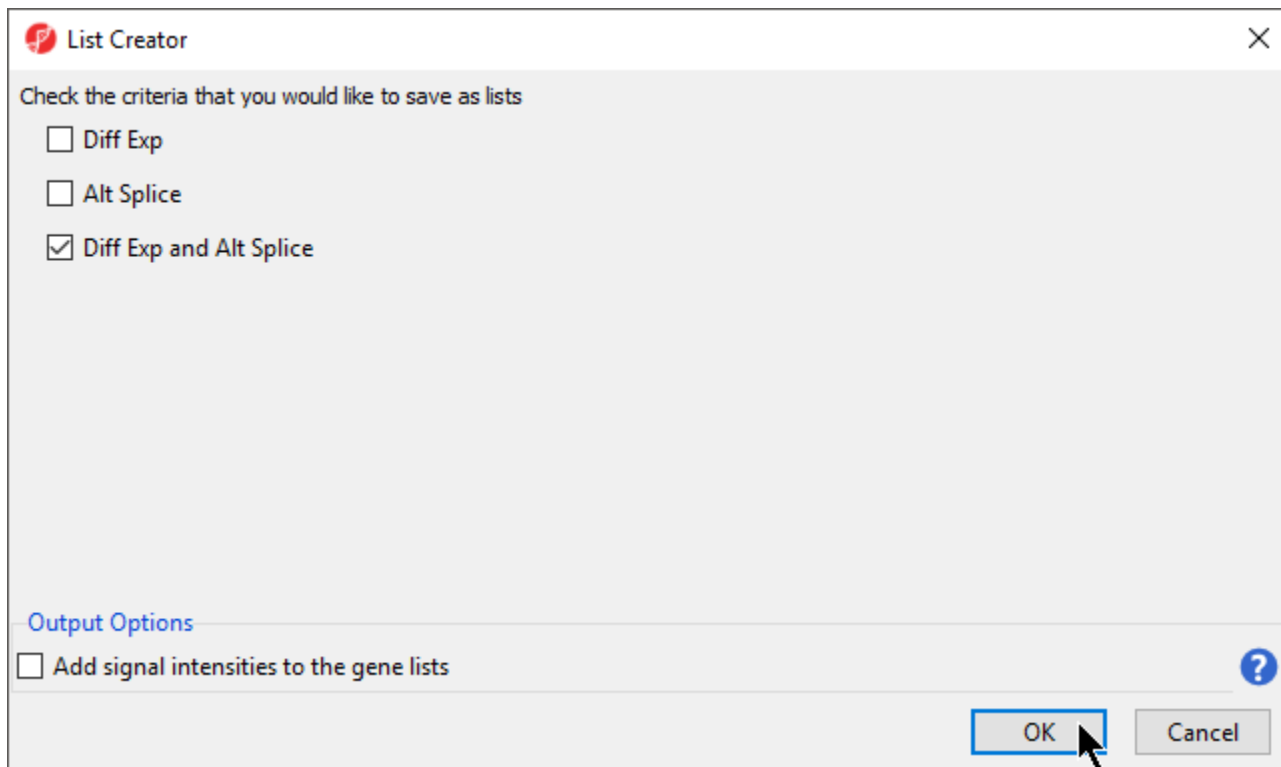 List Creator
Check the criteria that you would like to save as lists
Diff Exp
Alt Splice
Diff Exp and Alt Splice
Output Options
Add signal intensities to the gene lists
?
OK Cancel